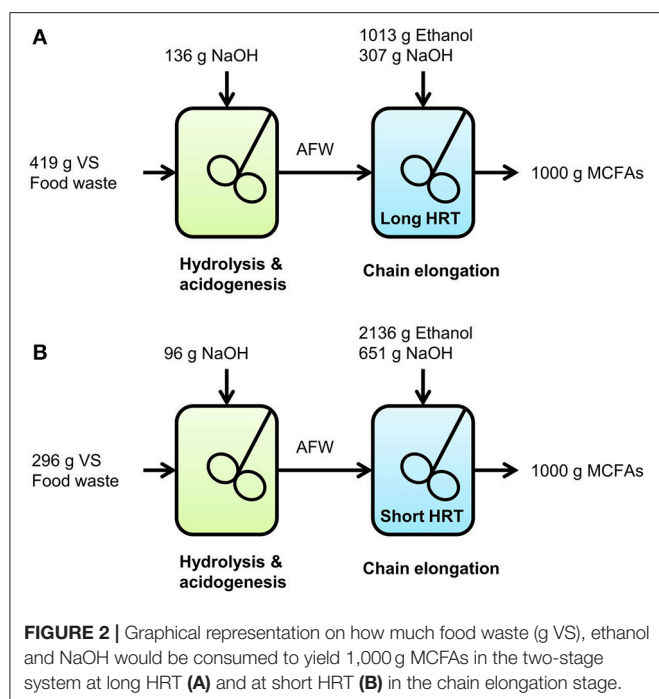 A
136 g NaOH
1013 g Ethanol
307 g NaOH
419 g VS
Food waste
AFW
1000 g MCFAs
Long HRT
Hydrolysis &
acidogenesis
Chain elongation
B
96 g NaOH
2136 g Ethanol
651 g NaOH
296 g VS
Food waste
AFW
1000 g MCFAs
Short HRT
Hydrolysis &
acidogenesis
Chain elongation
FIGURE 2 | Graphical representation on how much food waste (g VS), ethanol
and NaOH would be consumed to yield 1,000 g MCFAs in the two-stage
system at long HRT (A) and at short HRT (B) in the chain elongation stage.